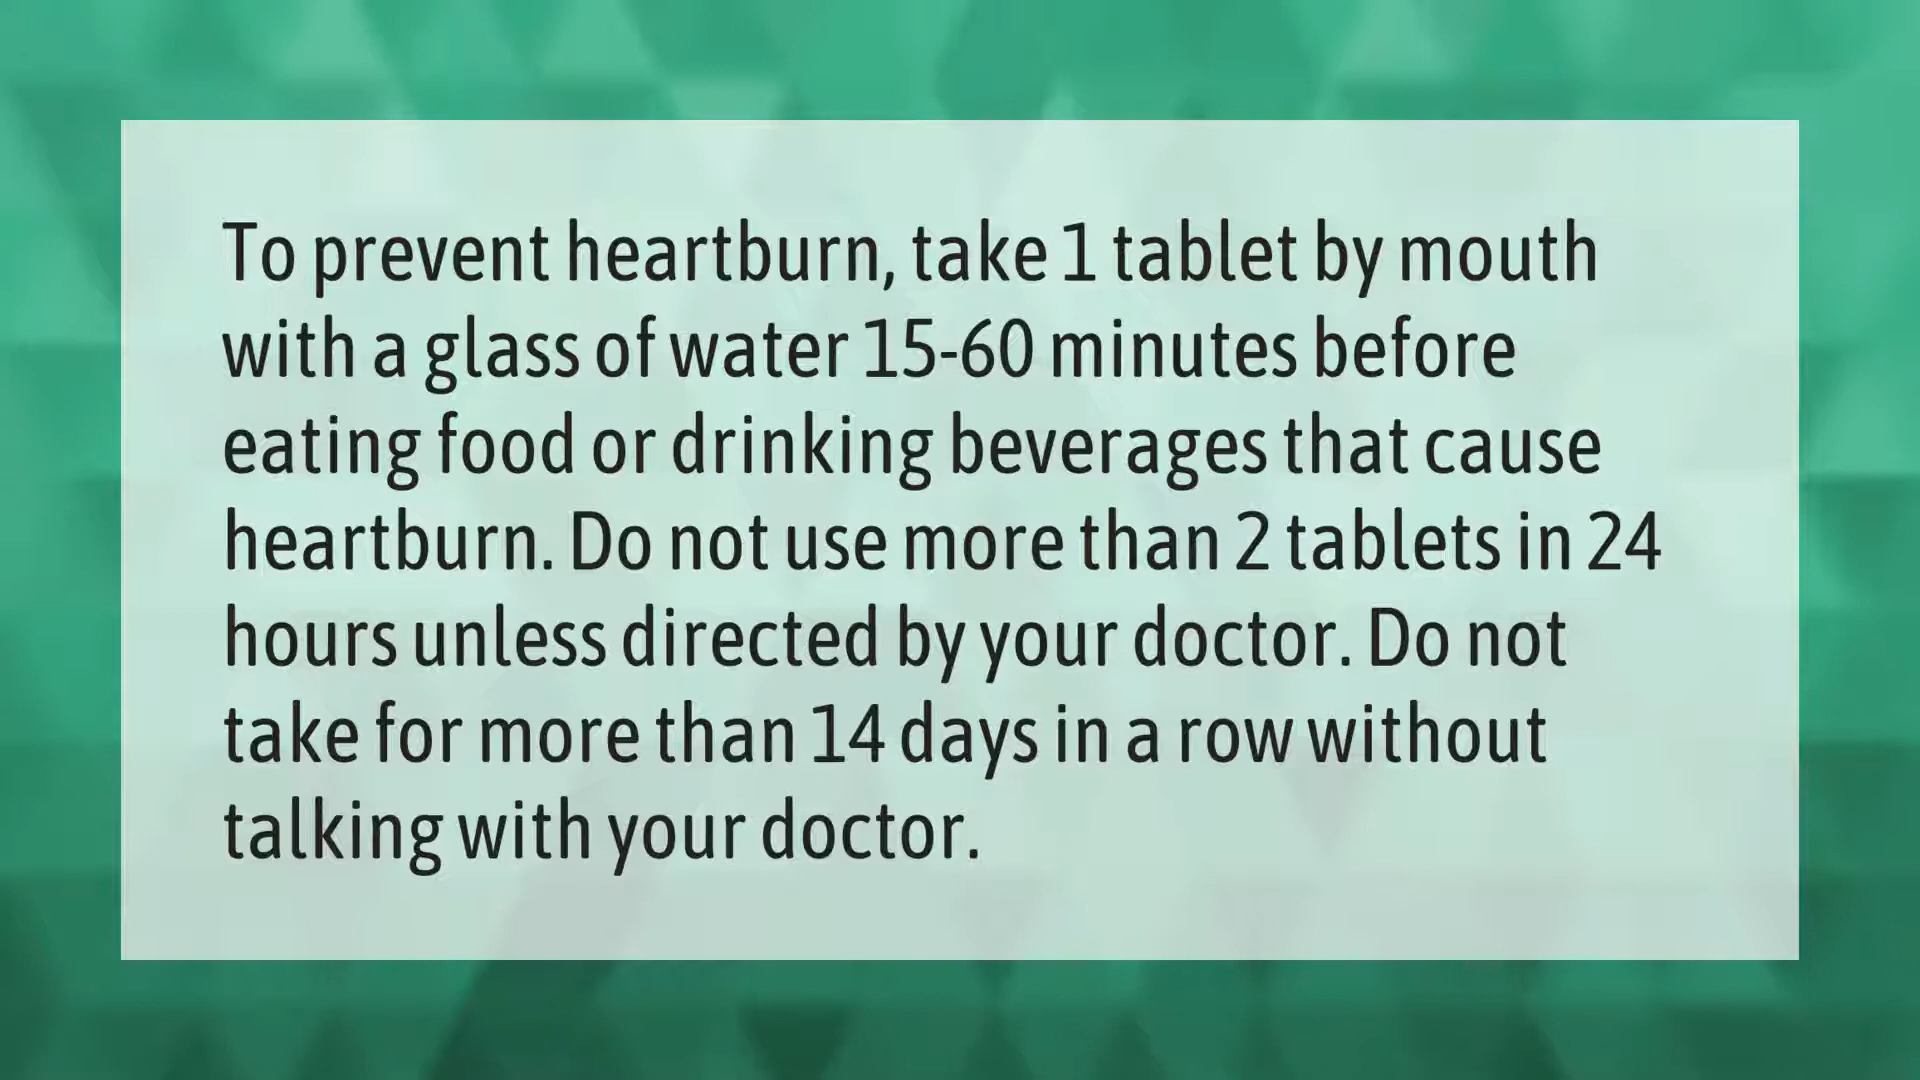 To prevent heartburn, take 1 tablet by mouth
with a glass of water 15-60 minutes before
eating food or drinking beverages that cause
heartburn. Do not use more than 2 tablets in 24
hours unless directed by your doctor. Do not
take for more than 14 days in a row without
talking with your doctor.